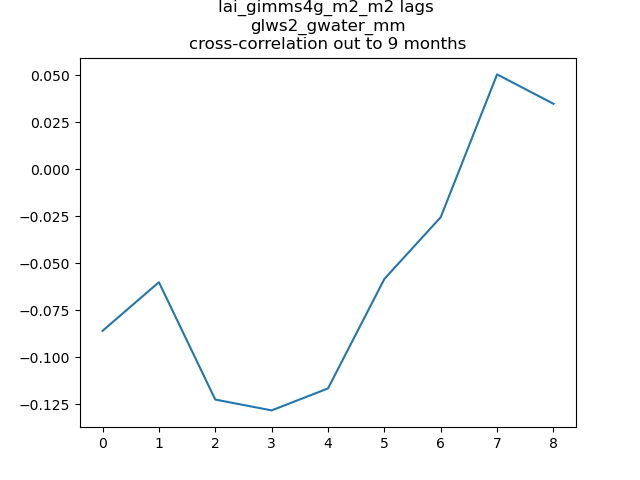 lai_gimms4g_m2_m2 lags
glws2_gwater_mm
cross-correlation out to 9 months
0.050
0.025
0.000
−0.025
−0.050
−0.075
−0.100
−0.125
0 1 2 3 4 5 6 7 8